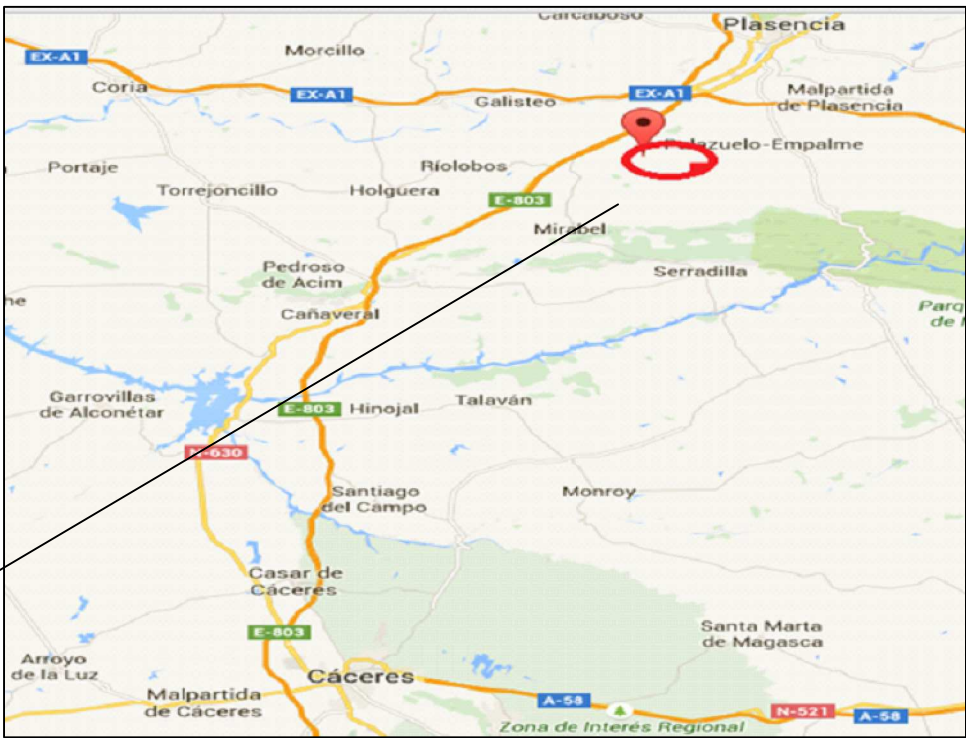 Carcaboso
Plasencia
EX-A1
Morcillo
Coria
EX-A1
Galisteo
EX-A1
Malpartida
de Plasencia
Palazuelo-Empalme
Portaje
Ríolobos
Torrejoncillo
Holguera
E-803
Mirabel
Pedroso
de Acim
Serradilla
Cañaveral
Parq
de
Garrovillas
de Alconétar
E-803
Hinojal
Talaván
N-630
Santiago
del Campo
Monroy
Casar de
Cáceres
E-803
Santa Marta
de Magasca
Arroyo
de la Luz
Cáceres
Malpartida
de Cáceres
A-58
N-521
A-58
Zona de Interés Regional